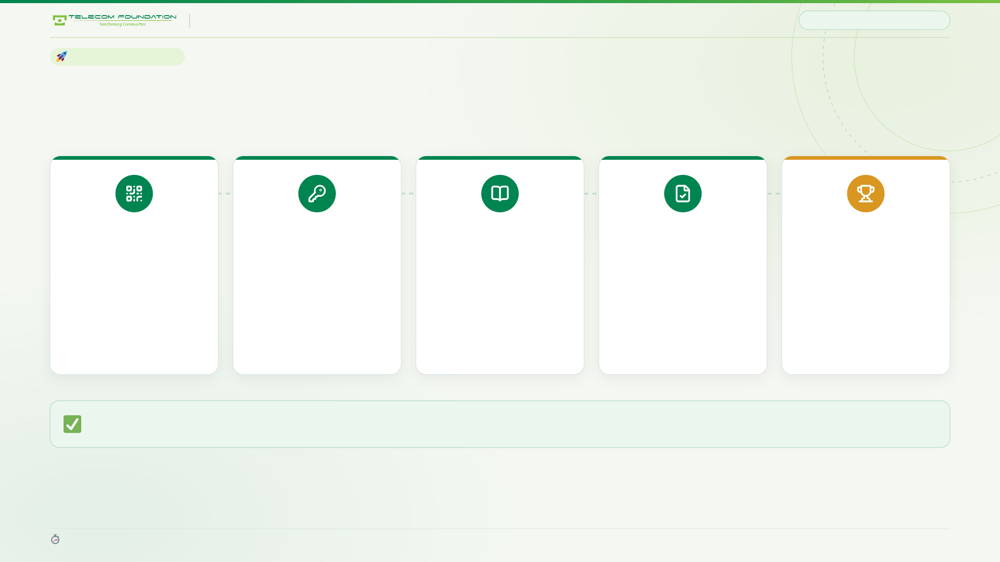 TELECOM FOUNDATION
Transforming Communities